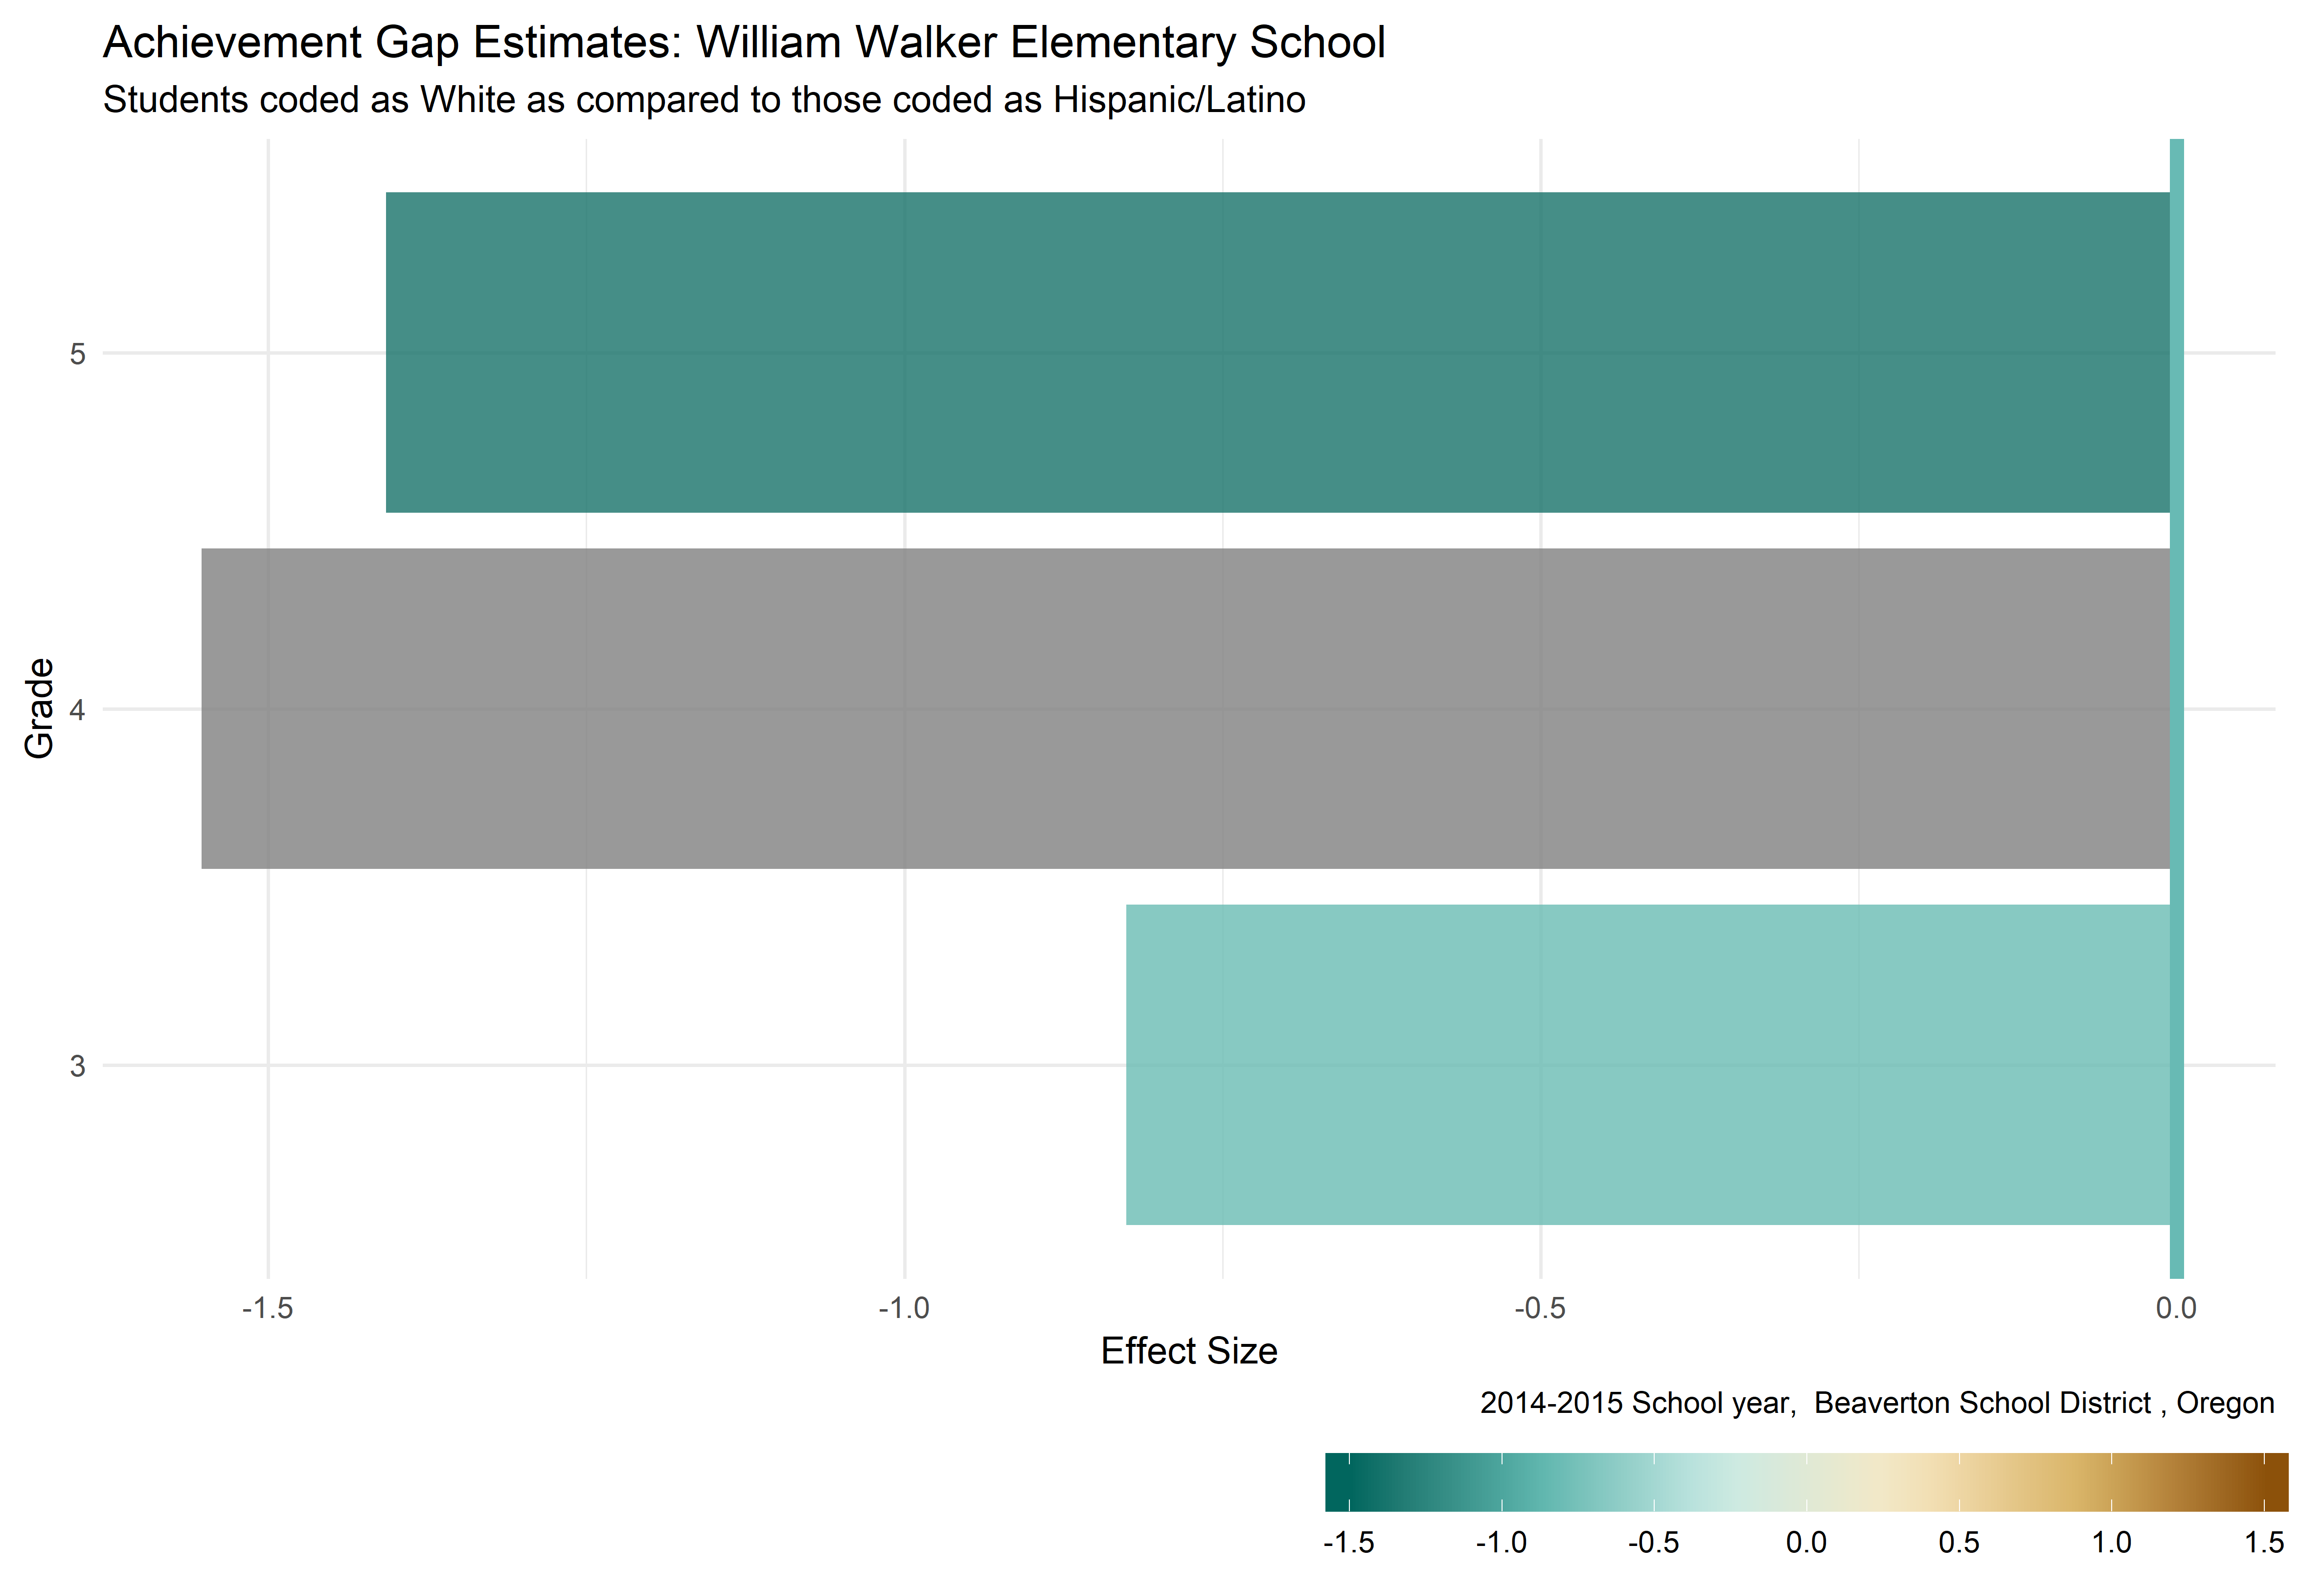 Achievement Gap Estimates: William Walker Elementary School
Students coded as White as compared to those coded as Hispanic/Latino
5
4
3
Grade
-1.5 -1.0 -0.5 0.0
Effect Size
2014-2015 School year,  Beaverton School District , Oregon
-1.5 -1.0 -0.5 0.0 0.5 1.0 1.5